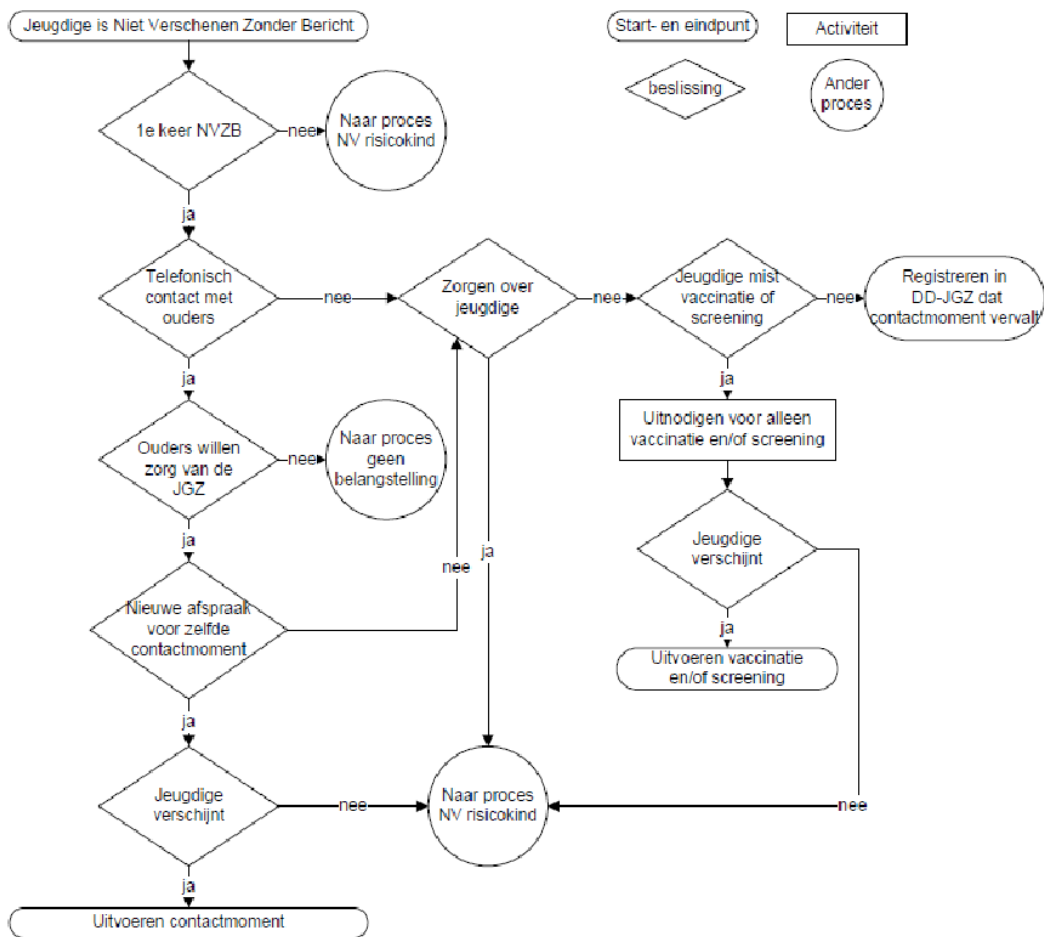 Jeugdige is Niet Verschenen Zonder Bericht
Start- en eindpunt
Activiteit
beslissing
Ander
proces
1e keer NVZB
nee
Naar proces
NV risicokind
ja
Telefonisch
contact met
ouders
nee
Zorgen over
jeugdige
nee
Jeugdige mist
vaccinatie of
screening
nee
Registreren in
DD-JGZ dat
contactmoment vervalt
ja
ja
Uitnodigen voor alleen
vaccinatie en/of screening
Ouders willen
zorg van de
JGZ
nee
Naar proces
geen
belangstelling
ja
ja
nee
Jeugdige
verschijnt
Nieuwe afspraak
voor zelfde
contactmoment
ja
Uitvoeren vaccinatie
en/of screening
ja
Jeugdige
verschijnt
nee
Naar proces
NV risicokind
nee
ja
Uitvoeren contactmoment